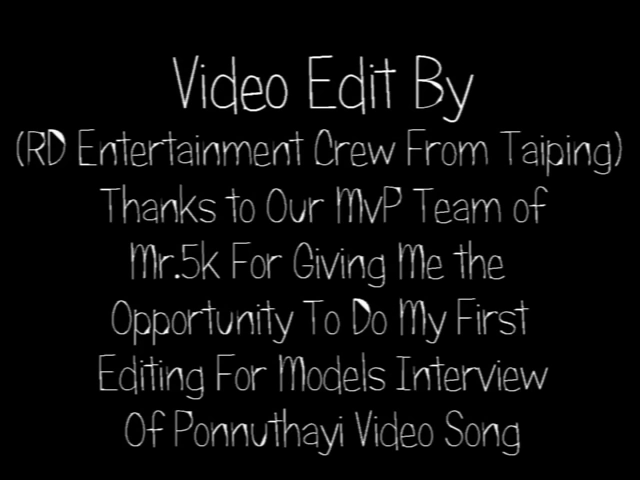 Video Edit By
(RD Entertainment Crew From Taiping)
Thanks to Our MvP Team of
Mr.5k For Giving Me the
Opportunity To Do My First
Editing For Models Interview
Of Ponnuthayi Video Song